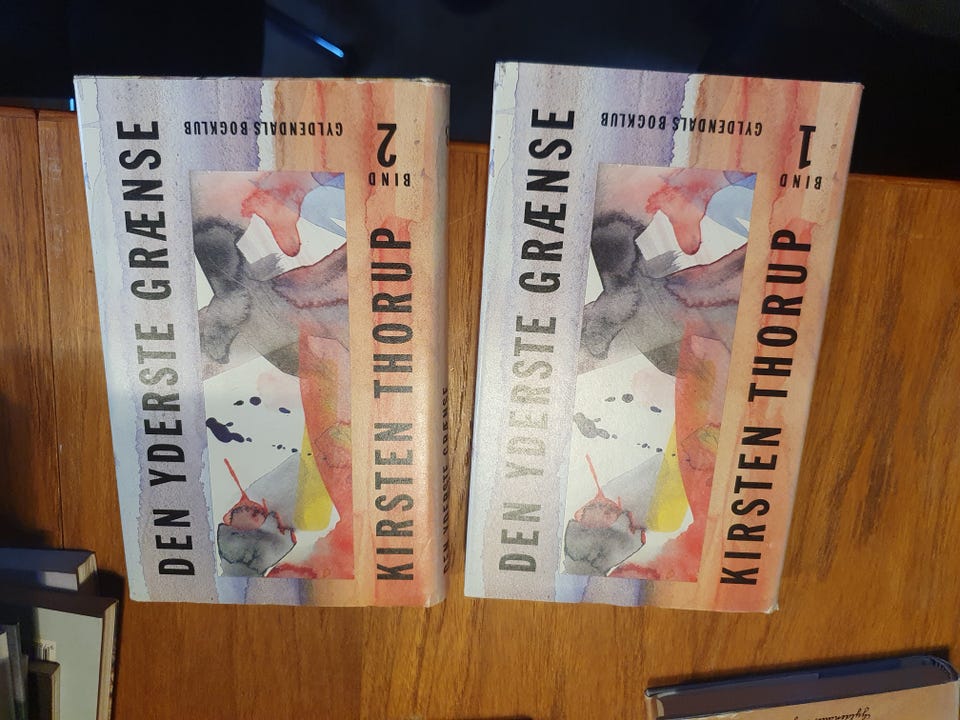 DEN YDERSTE GRÆNSE
GYLDENDALS BOGKLUB
BIND
2
KIRSTEN THORUP
DEN YDERSTE GRÆNSE
DEN YDERSTE GRÆNSE
GYLDENDALS BOGKLUB
BIND
1
KIRSTEN THORUP